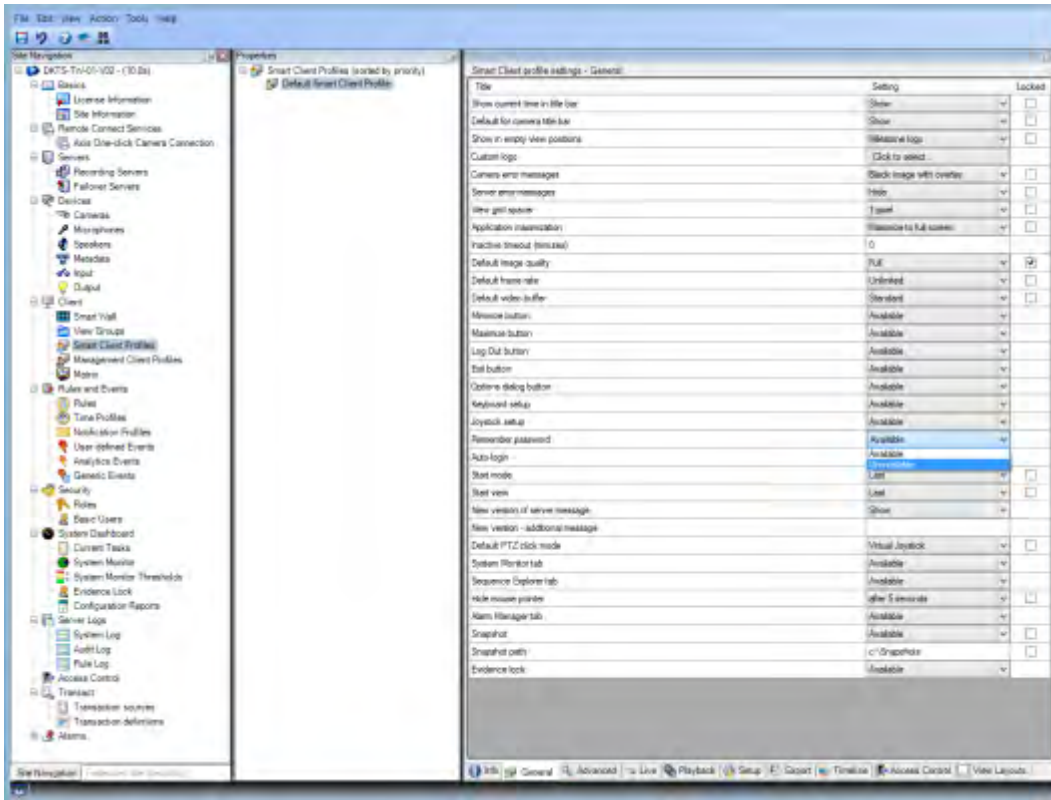 File Edit View Action Tools Help
Site Navigation
DKTS-TW-01-V02 - (10.0a)
Basics
License Information
Site Information
Remote Connect Services
Axis One-click Camera Connection
Servers
Recording Servers
Failover Servers
Devices
Cameras
Microphones
Speakers
Metadata
Input
Output
Client
Smart Wall
View Groups
Smart Client Profiles
Management Client Profiles
Matrix
Rules and Events
Rules
Time Profiles
Notification Profiles
User-defined Events
Analytics Events
Generic Events
Security
Roles
Basic Users
System Dashboard
Current Tasks
System Monitor
System Monitor Thresholds
Evidence Lock
Configuration Reports
Server Logs
System Log
Audit Log
Rule Log
Access Control
Transact
Transaction sources
Transaction definitions
Alarms
Site Navigation
Properties
Smart Client Profiles (sorted by priority)
Default Smart Client Profile
Smart Client profile settings - General
Title Setting Locked
Show current time in title bar Show
Default for camera title bar Show
Show in empty view positions Milestone logo
Custom logo Click to select...
Camera error messages Black image with overlay
Server error messages Hide
View grid spacer 1 pixel
Application maximization Maximize to full screen
Inactive timeout (minutes) 0
Default image quality Full
Default frame rate Unlimited
Default video buffer Standard
Minimize button Available
Maximize button Available
Log Out button Available
Exit button Available
Options dialog button Available
Keyboard setup Available
Joystick setup Available
Remember password Available
Auto-login Available
Unavailable
Start mode Last
Start view Last
New version of server message Show
New version - additional message
Default PTZ click mode Virtual Joystick
System Monitor tab Available
Sequence Explorer tab Available
Hide mouse pointer after 5 seconds
Alarm Manager tab Available
Snapshot Available
Snapshot path c:\Snapshots
Evidence lock Available
Info General Advanced Live Playback Setup Export Timeline Access Control View Layouts